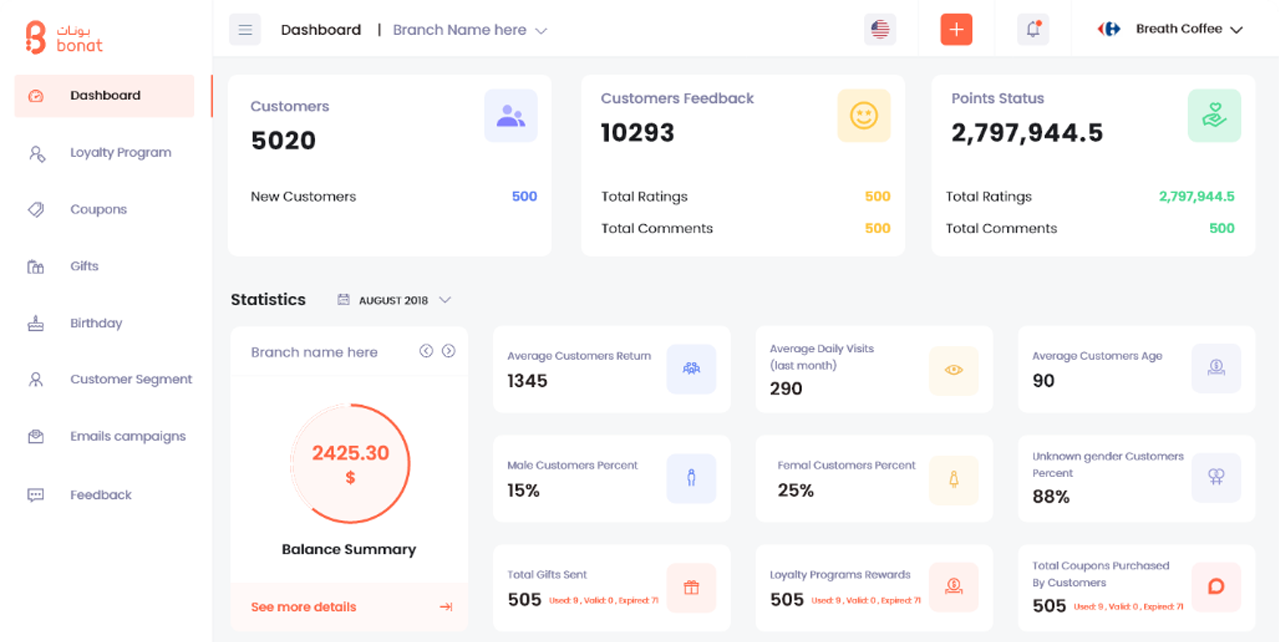 بونات
bonat
Dashboard
Loyalty Program
Coupons
Gifts
Birthday
Customer Segment
Emails campaigns
Feedback
Dashboard | Branch Name here
Breath Coffee
Customers
5020
New Customers 500
Customers Feedback
10293
Total Ratings 500
Total Comments 500
Points Status
2,797,944.5
Total Ratings 2,797,944.5
Total Comments 500
Statistics AUGUST 2018
Branch name here
2425.30
$
Balance Summary
See more details
Average Customers Return
1345
Average Daily Visits
(last month)
290
Average Customers Age
90
Male Customers Percent
15%
Femal Customers Percent
25%
Unknown gender Customers
Percent
88%
Total Gifts Sent
505 Used: 9 , Valid: 0 , Expired: 71
Loyalty Programs Rewards
505 Used: 9 , Valid: 0 , Expired: 71
Total Coupons Purchased
By Customers
505 Used: 9 , Valid: 0 , Expired: 71